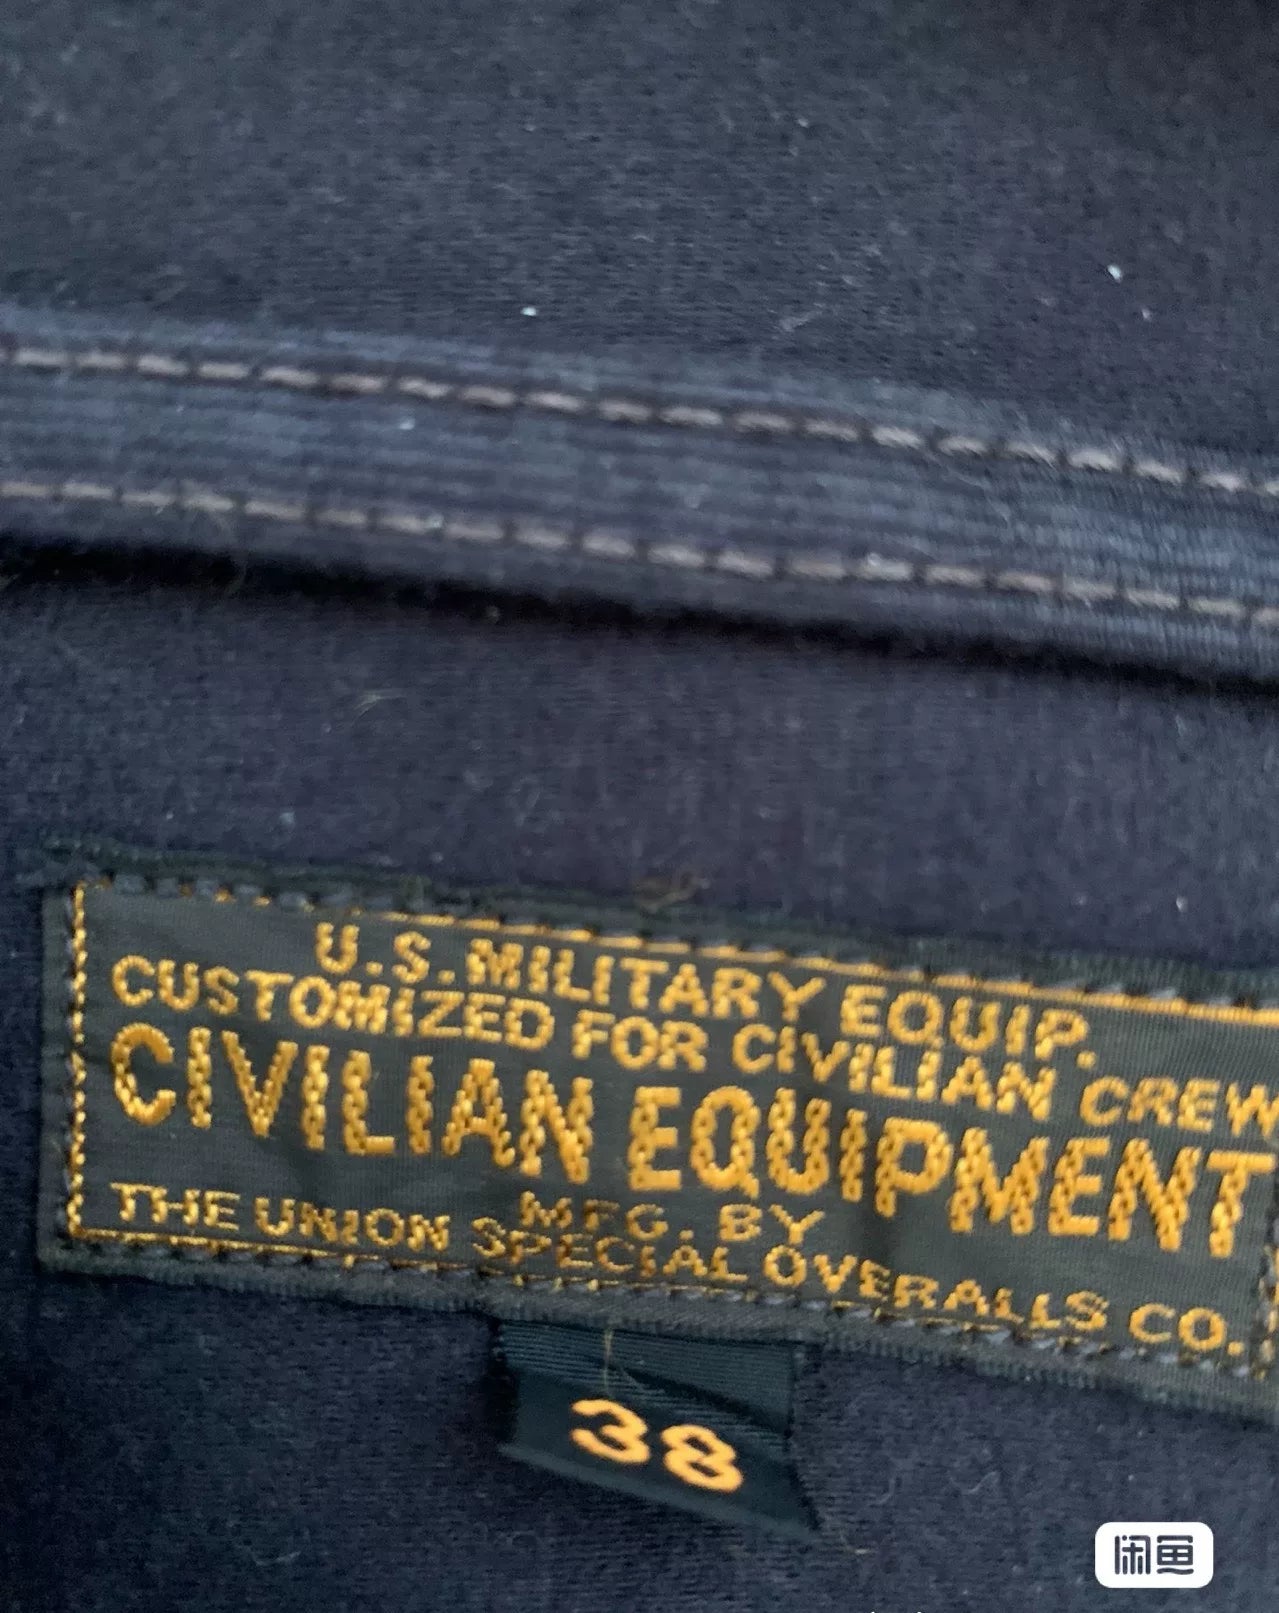 U.S. MILITARY EQUIP.
CUSTOMIZED FOR CIVILIAN CREW
CIVILIAN EQUIPMENT
MFG. BY
THE UNION SPECIAL OVERALLS CO.
38
闲鱼